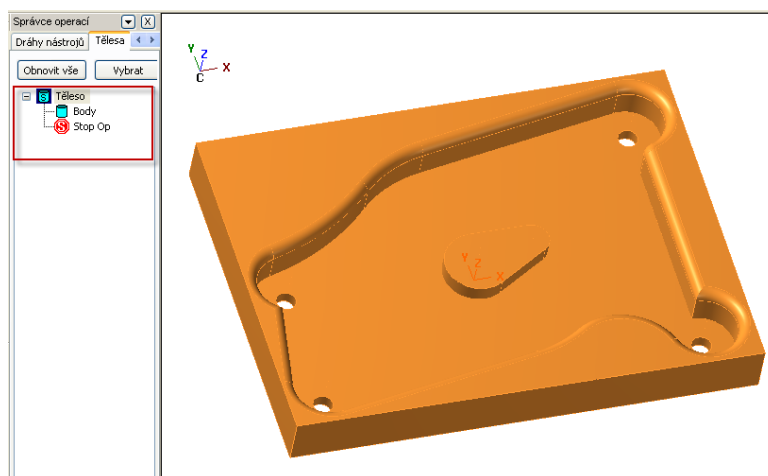 Správce operací
Dráhy nástrojů Tělesa
Obnovit vše Vybrat
Těleso
Body
Stop Op
Y Z X
C
Y Z X